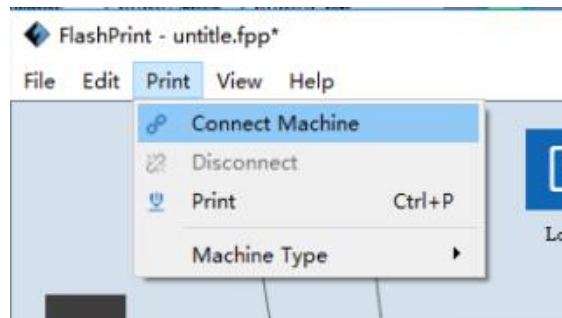 FlashPrint - untitle.fpp*
File Edit Print View Help
Connect Machine
Disconnect
Print Ctrl+P
Machine Type